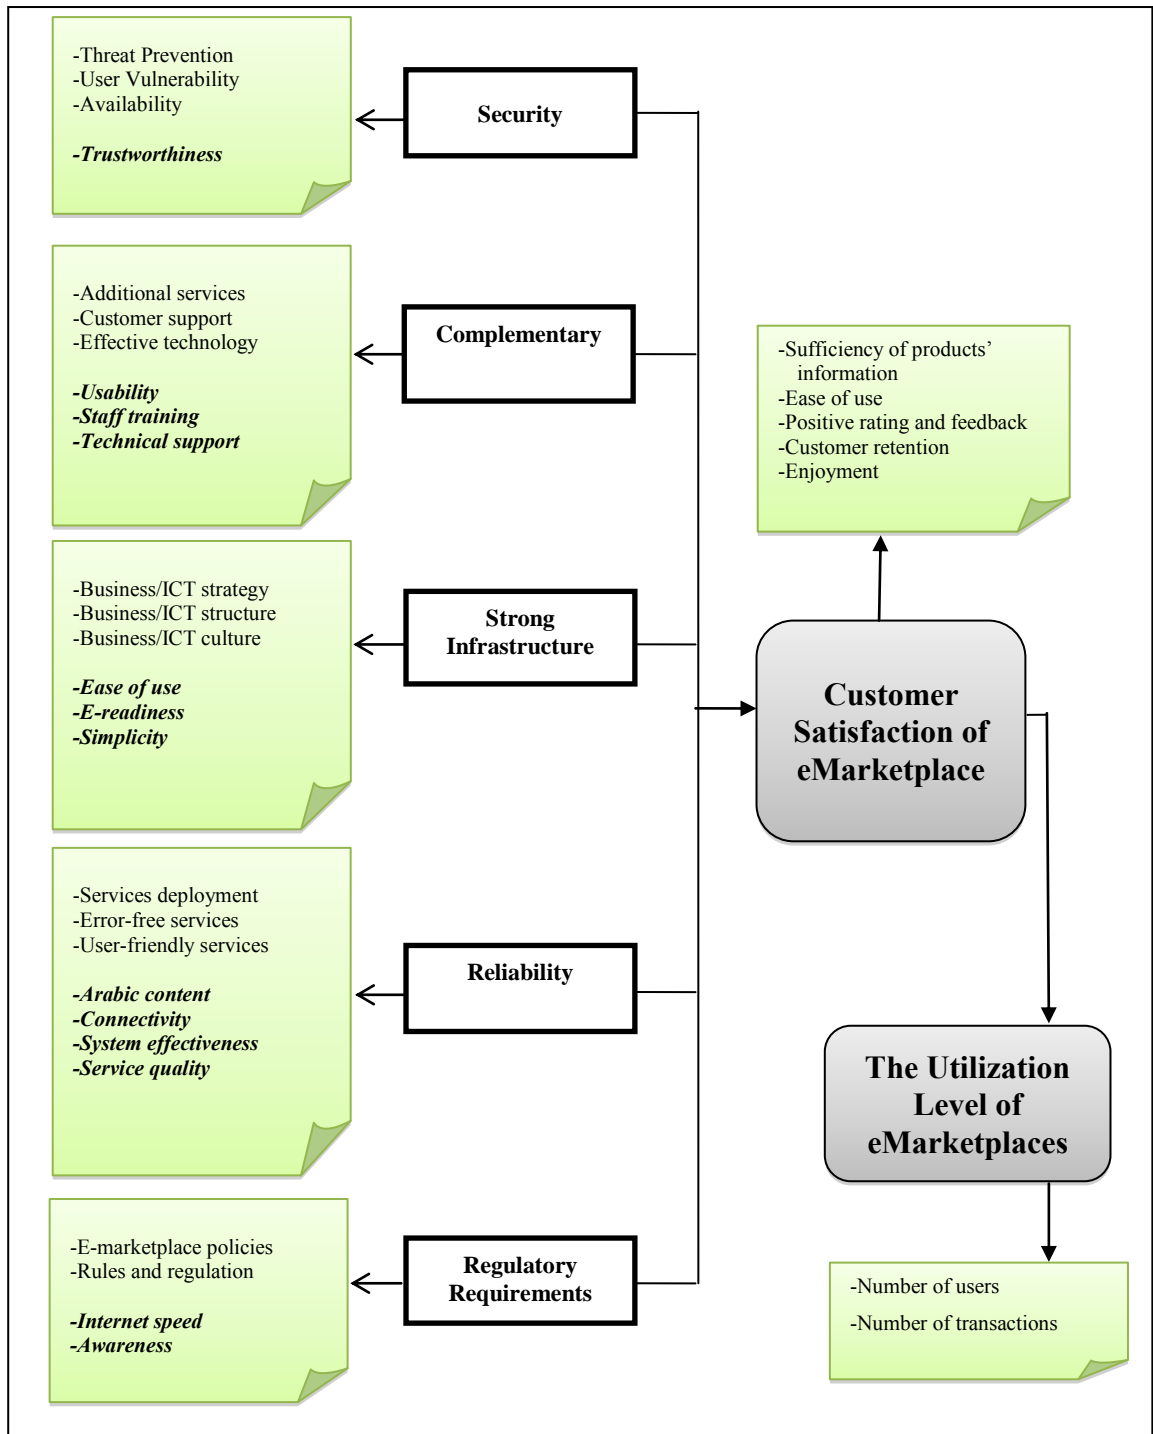 -Threat Prevention
-User Vulnerability
-Availability
-Trustworthiness
Security
-Additional services
-Customer support
-Effective technology
-Usability
-Staff training
-Technical support
Complementary
-Business/ICT strategy
-Business/ICT structure
-Business/ICT culture
-Ease of use
-E-readiness
-Simplicity
Strong
Infrastructure
-Services deployment
-Error-free services
-User-friendly services
-Arabic content
-Connectivity
-System effectiveness
-Service quality
Reliability
-E-marketplace policies
-Rules and regulation
-Internet speed
-Awareness
Regulatory
Requirements
-Sufficiency of products’
information
-Ease of use
-Positive rating and feedback
-Customer retention
-Enjoyment
Customer
Satisfaction of
eMarketplace
The Utilization
Level of
eMarketplaces
-Number of users
-Number of transactions